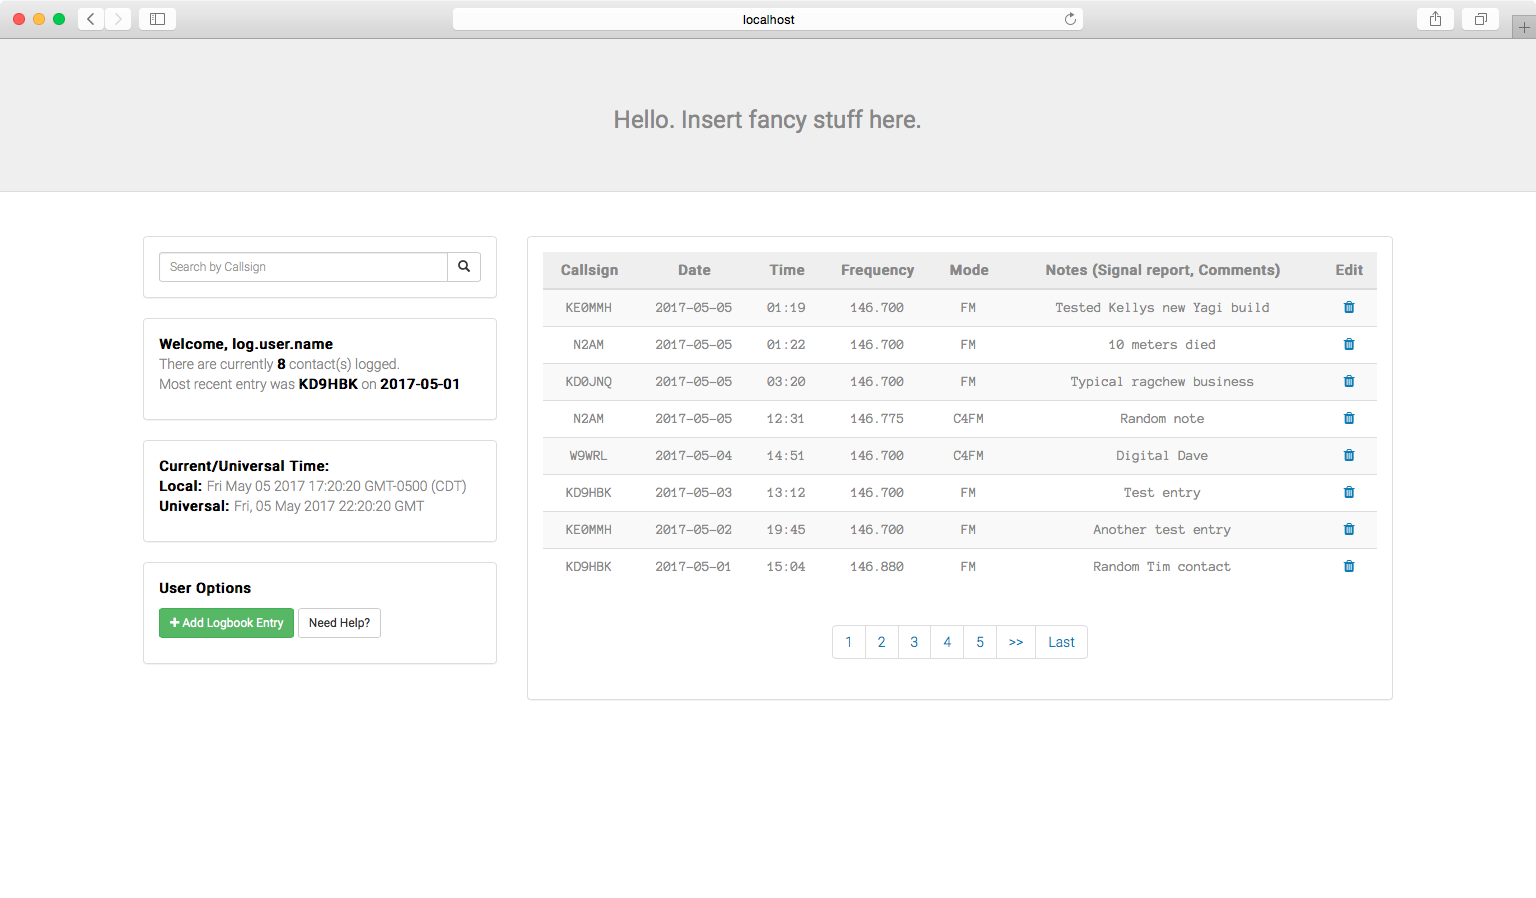 localhost
Hello. Insert fancy stuff here.
Search by Callsign
Welcome, log.user.name
There are currently 8 contact(s) logged.
Most recent entry was KD9HBK on 2017-05-01
Current/Universal Time:
Local: Fri May 05 2017 17:20:20 GMT-0500 (CDT)
Universal: Fri, 05 May 2017 22:20:20 GMT
User Options
Add Logbook Entry Need Help?
Callsign Date Time Frequency Mode Notes (Signal report, Comments) Edit
KE0MMH 2017-05-05 01:19 146.700 FM Tested Kellys new Yagi build
N2AM 2017-05-05 01:22 146.700 FM 10 meters died
KD0JNQ 2017-05-05 03:20 146.700 FM Typical ragchew business
N2AM 2017-05-05 12:31 146.775 C4FM Random note
W9WRL 2017-05-04 14:51 146.700 C4FM Digital Dave
KD9HBK 2017-05-03 13:12 146.700 FM Test entry
KE0MMH 2017-05-02 19:45 146.700 FM Another test entry
KD9HBK 2017-05-01 15:04 146.880 FM Random Tim contact
1 2 3 4 5 >> Last